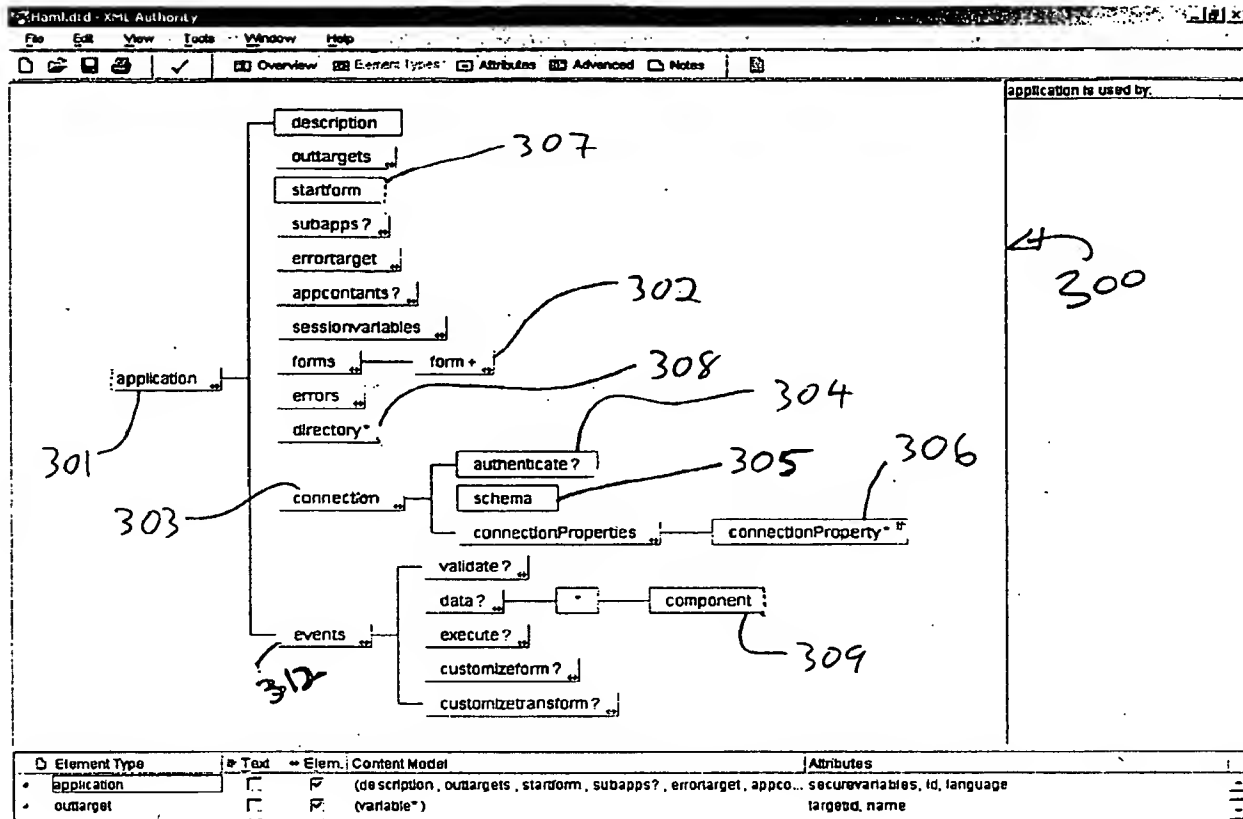 Haml.dtd - XML Authority
File Edit View Tools Window Help
Overview Element Types Attributes Advanced Notes
application is used by:
description
outtargets
307
startform
subapps?
errortarget
300
appcontants?
302
sessionvariables
forms form +
308
application
errors
304
directory*
301
authenticate?
305
306
connection
schema
303
connectionProperties connectionProperty*
validate?
data? * component
events
execute?
309
312
customizeform?
customizetransform?
Element Type Text Elem. Content Model Attributes
application (description , outtargets , startform , subapps? , errortarget , appco... securevariables, id, language
outtarget (variable*) targetid, name